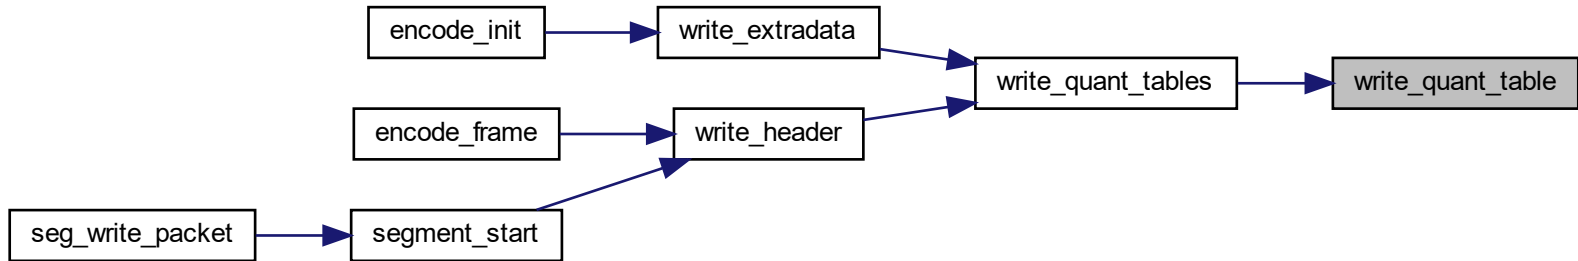 encode_init
write_extradata
write_quant_tables
write_quant_table
encode_frame
write_header
seg_write_packet
segment_start